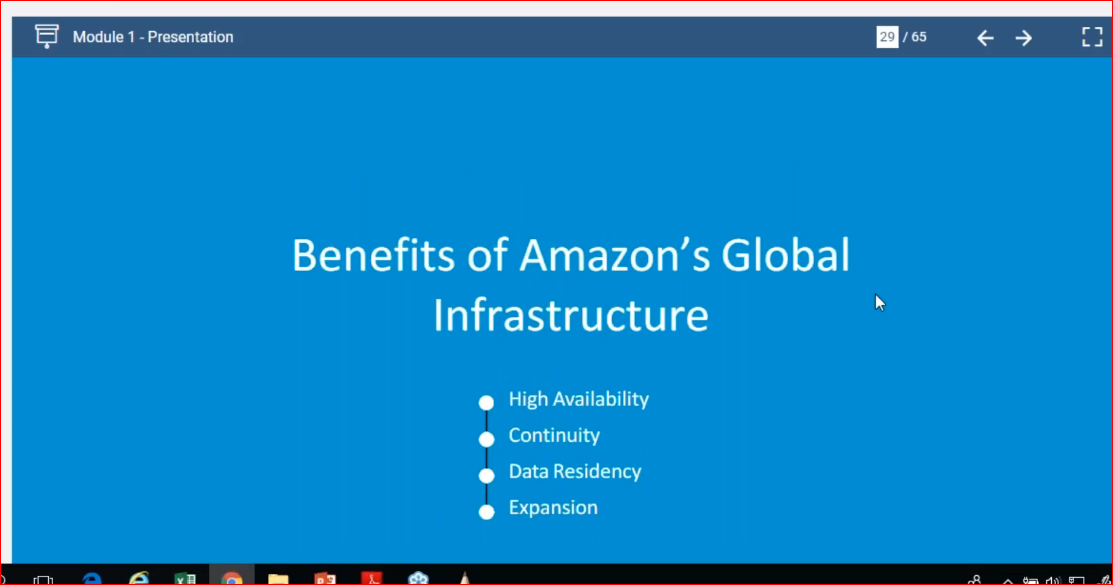 Module 1 - Presentation
29 / 65
Benefits of Amazon's Global
Infrastructure
High Availability
Continuity
Data Residency
Expansion